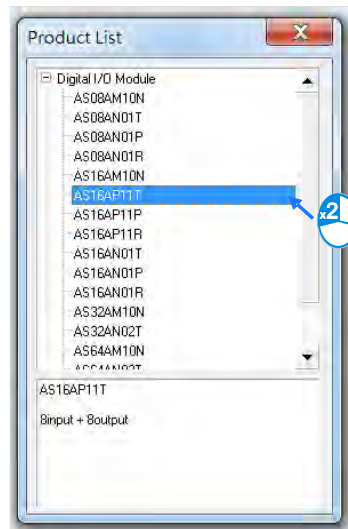 Product List
Digital I/O Module
AS08AM10N
AS08AN01T
AS08AN01P
AS08AN01R
AS16AM10N
AS16AP11T
AS16AP11P
AS16AP11R
AS16AN01T
AS16AN01P
AS16AN01R
AS32AM10N
AS32AN02T
AS64AM10N
AS64AN02T
x2
AS16AP11T
8input + 8output